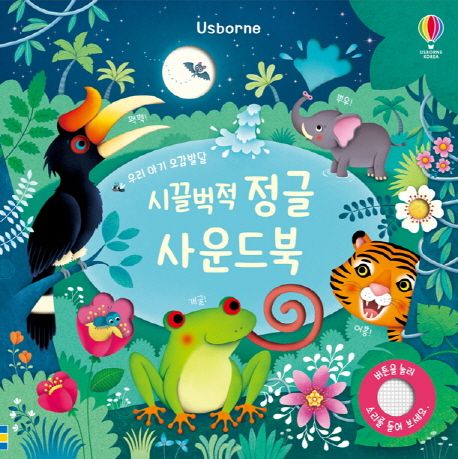 Usborne
USBORNE
KOREA
꽥꽥!
뿌우!
우리 아기 오감발달
시끌벅적 정글
사운드북
개굴!
어흥!
버튼을 눌러
소리를 들어 보세요.